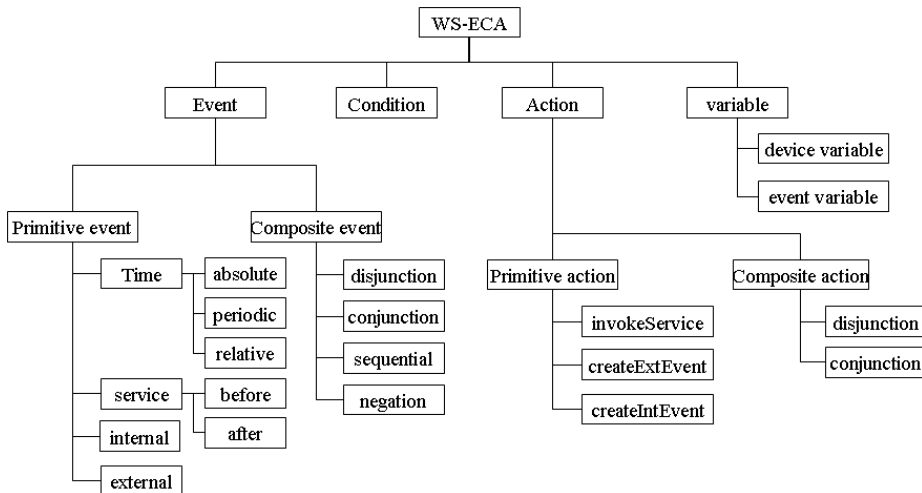 WS-ECA
Event
Condition
Action
variable
device variable
event variable
Primitive event
Composite event
Time
absolute
periodic
relative
service
before
after
internal
external
disjunction
conjunction
sequential
negation
Primitive action
Composite action
invokeService
createExtEvent
createIntEvent
disjunction
conjunction